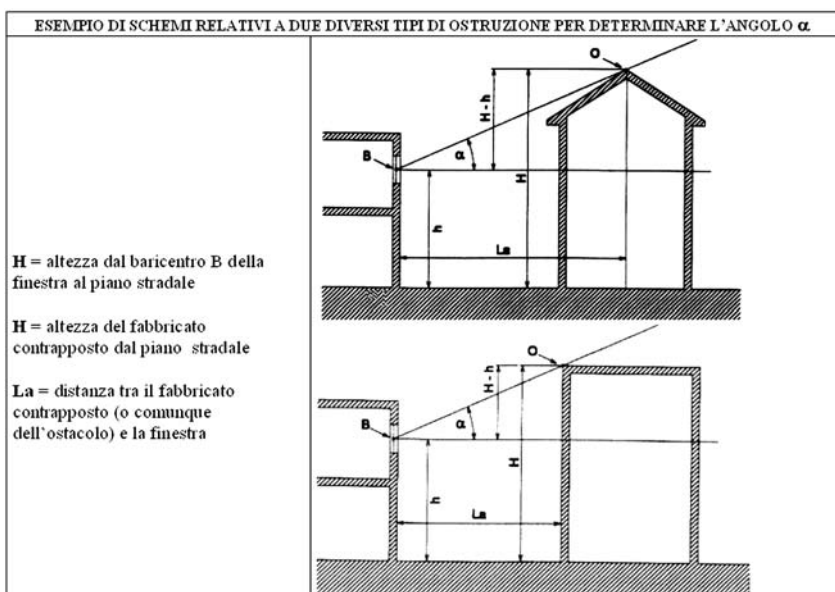 ESEMPIO DI SCHEMI RELATIVI A DUE DIVERSI TIPI DI OSTRUZIONE PER DETERMINARE L'ANGOLO α
H = altezza dal baricentro B della
finestra al piano stradale
H = altezza del fabbricato
contrapposto dal piano stradale
La = distanza tra il fabbricato
contrapposto (o comunque
dell'ostacolo) e la finestra
O
H - h
B
α
H
h
La
O
H - h
B
α
H
h
La